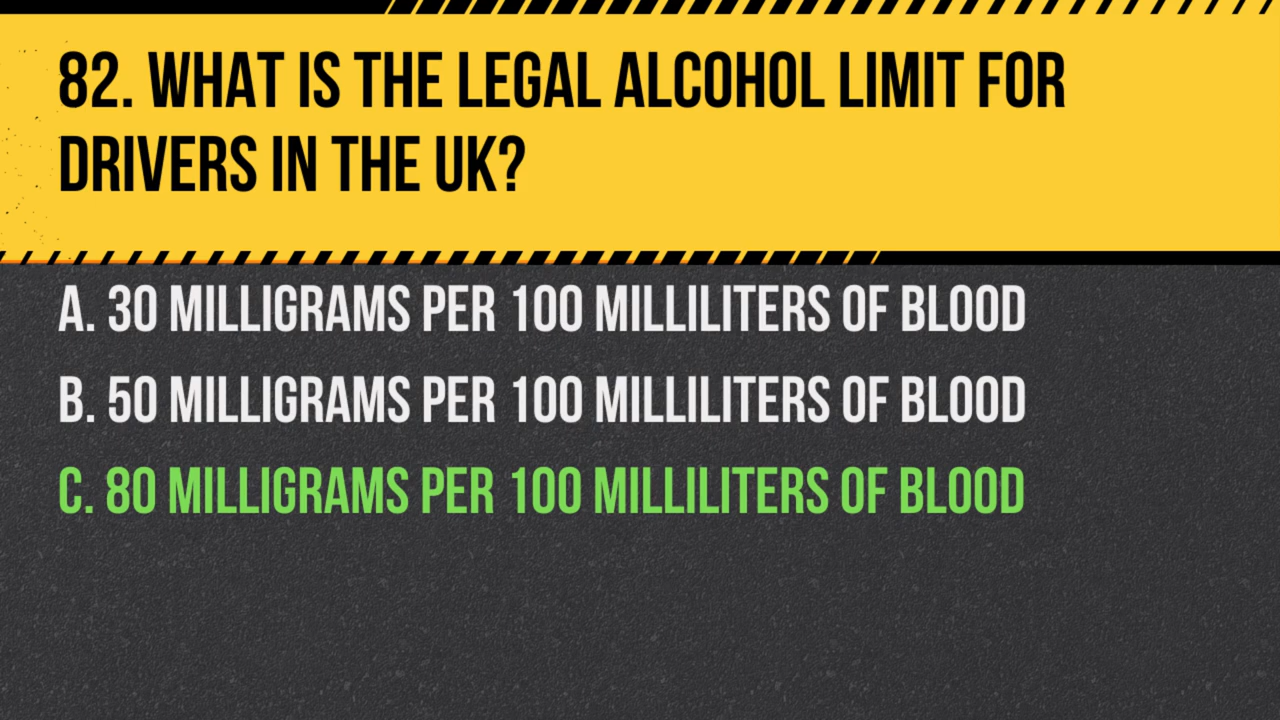 82. WHAT IS THE LEGAL ALCOHOL LIMIT FOR
DRIVERS IN THE UK?
A. 30 MILLIGRAMS PER 100 MILLILITERS OF BLOOD
B. 50 MILLIGRAMS PER 100 MILLILITERS OF BLOOD
C. 80 MILLIGRAMS PER 100 MILLILITERS OF BLOOD